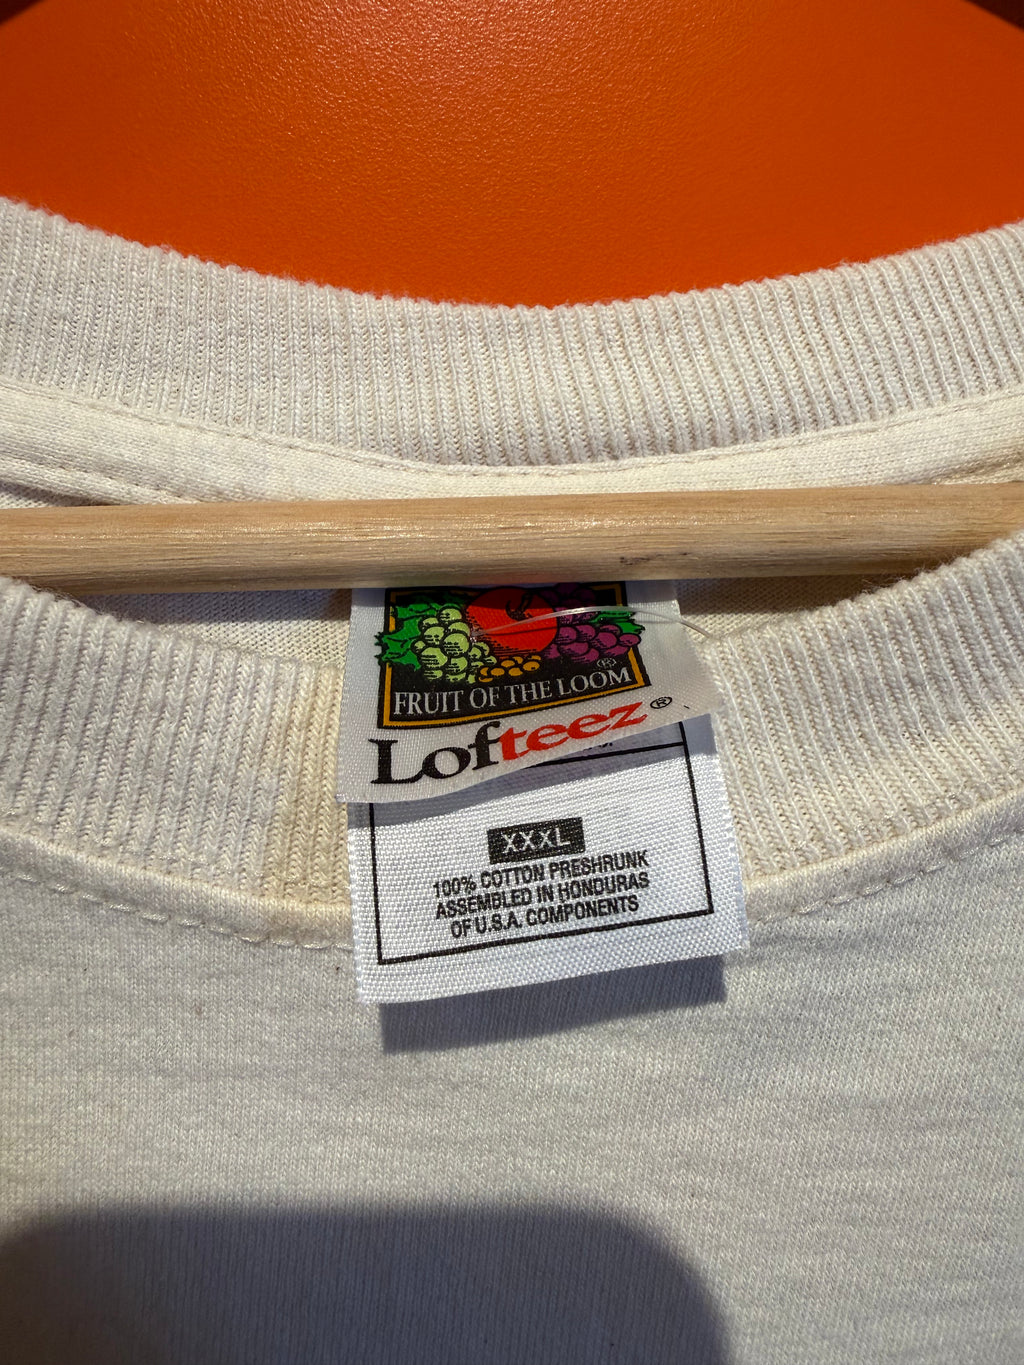 FRUIT OF THE LOOM ®
Lofteez ®
XXXL
100% COTTON PRESHRUNK
ASSEMBLED IN HONDURAS
OF U.S.A. COMPONENTS